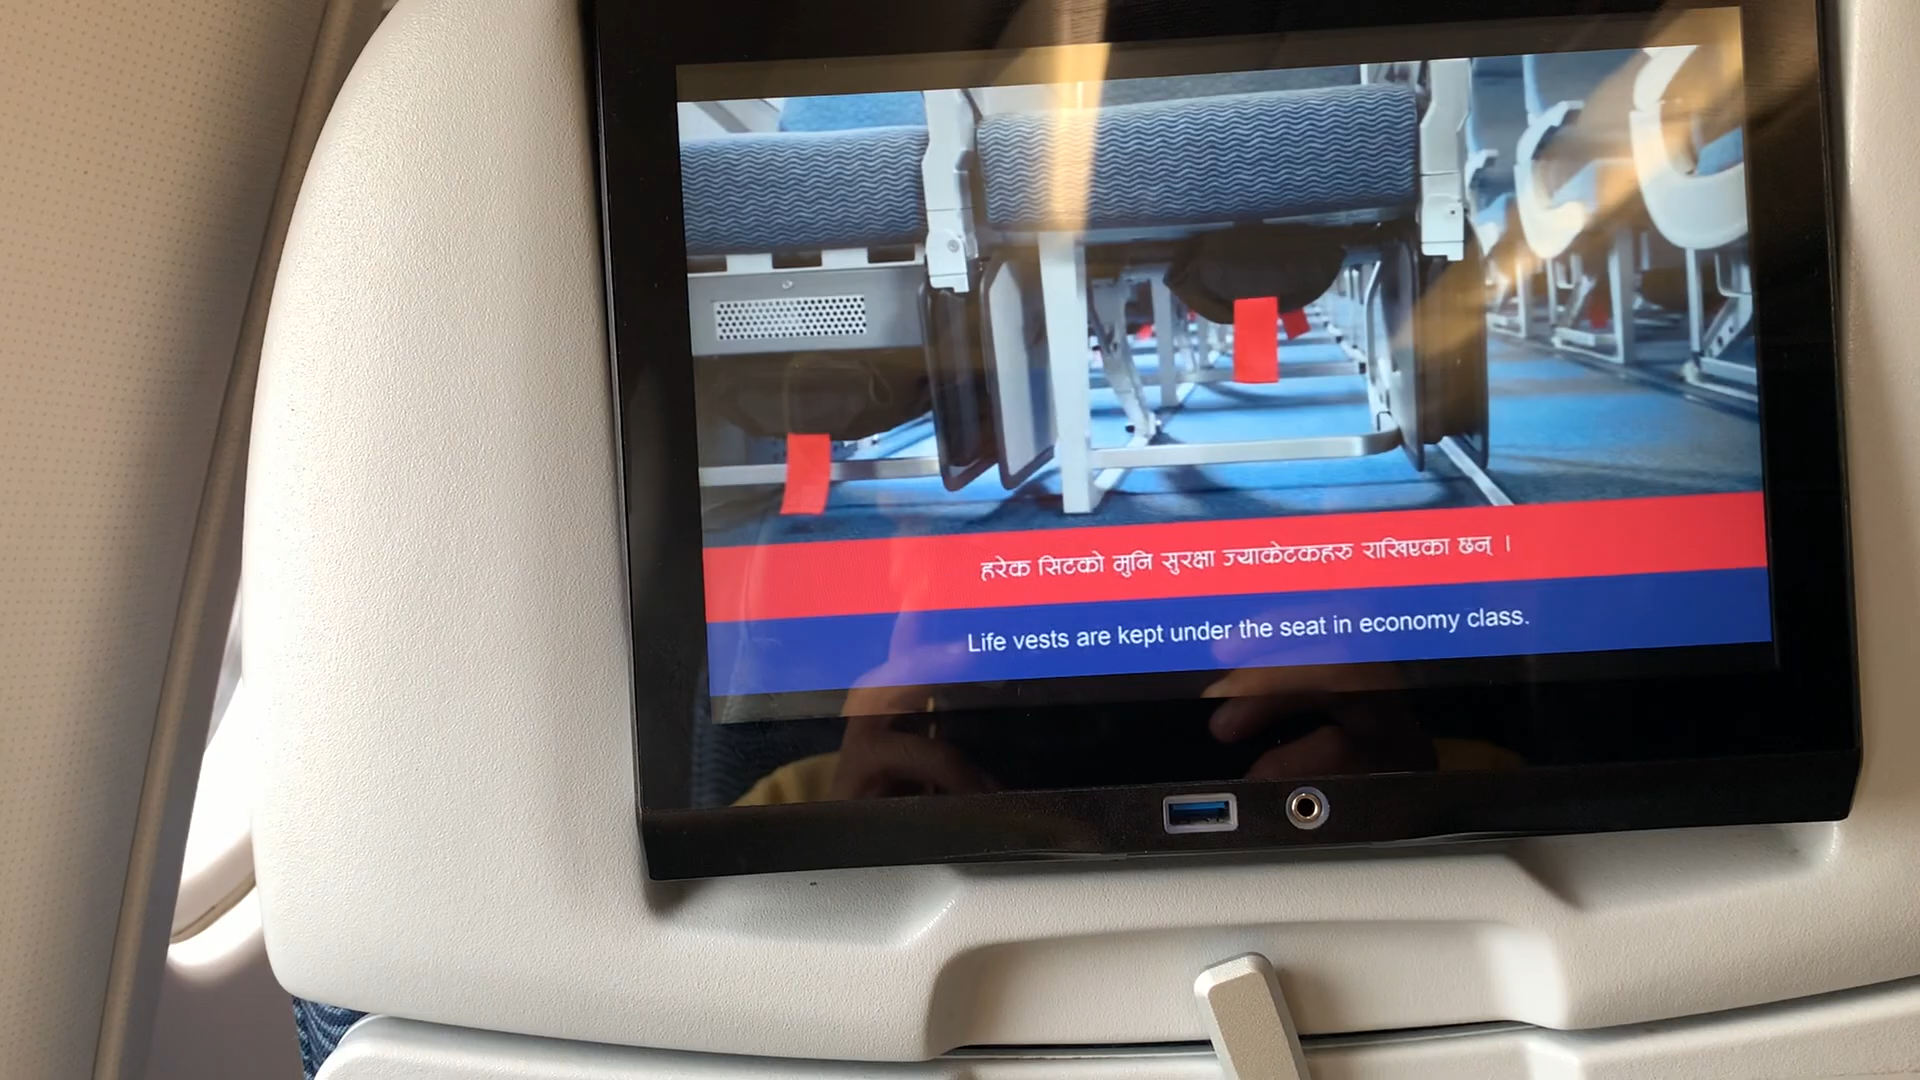 हरेक सिटको मुनि सुरक्षा ज्याकेटकहरु राखिएका छन् ।
Life vests are kept under the seat in economy class.